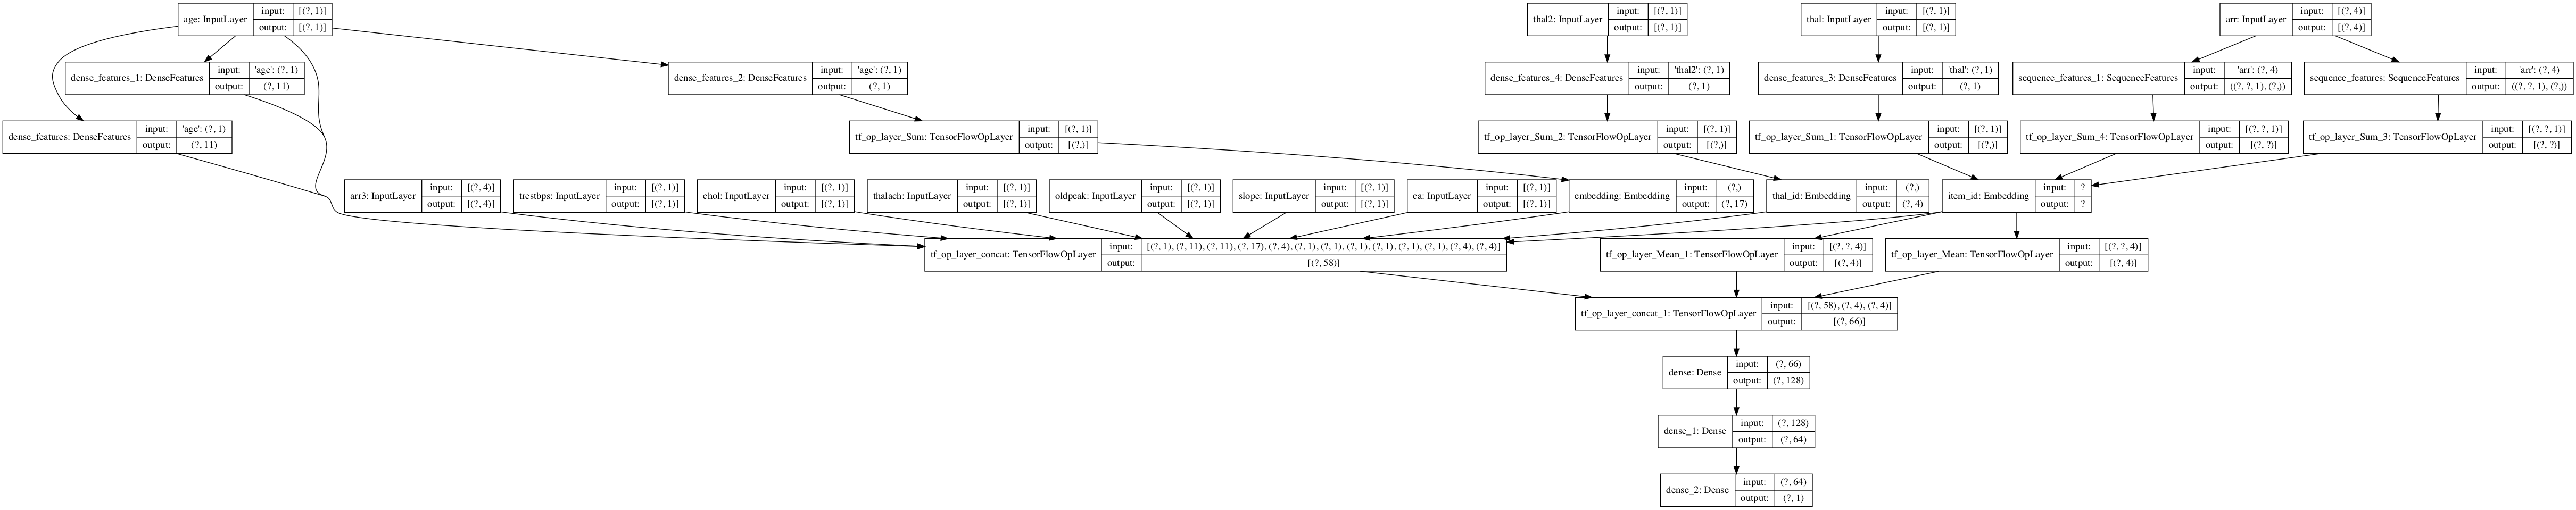 age: InputLayer input: [(?, 1)] output: [(?, 1)]
thal2: InputLayer input: [(?, 1)] output: [(?, 1)]
thal: InputLayer input: [(?, 1)] output: [(?, 1)]
arr: InputLayer input: [(?, 4)] output: [(?, 4)]
dense_features_1: DenseFeatures input: 'age': (?, 1) output: (?, 11)
dense_features_2: DenseFeatures input: 'age': (?, 1) output: (?, 1)
dense_features_4: DenseFeatures input: 'thal2': (?, 1) output: (?, 1)
dense_features_3: DenseFeatures input: 'thal': (?, 1) output: (?, 1)
sequence_features_1: SequenceFeatures input: 'arr': (?, 4) output: ((?, ?, 1), (?,))
sequence_features: SequenceFeatures input: 'arr': (?, 4) output: ((?, ?, 1), (?,))
dense_features: DenseFeatures input: 'age': (?, 1) output: (?, 11)
tf_op_layer_Sum: TensorFlowOpLayer input: [(?, 1)] output: [(?,)]
tf_op_layer_Sum_2: TensorFlowOpLayer input: [(?, 1)] output: [(?,)]
tf_op_layer_Sum_1: TensorFlowOpLayer input: [(?, 1)] output: [(?,)]
tf_op_layer_Sum_4: TensorFlowOpLayer input: [(?, ?, 1)] output: [(?, ?)]
tf_op_layer_Sum_3: TensorFlowOpLayer input: [(?, ?, 1)] output: [(?, ?)]
arr3: InputLayer input: [(?, 4)] output: [(?, 4)]
trestbps: InputLayer input: [(?, 1)] output: [(?, 1)]
chol: InputLayer input: [(?, 1)] output: [(?, 1)]
thalach: InputLayer input: [(?, 1)] output: [(?, 1)]
oldpeak: InputLayer input: [(?, 1)] output: [(?, 1)]
slope: InputLayer input: [(?, 1)] output: [(?, 1)]
ca: InputLayer input: [(?, 1)] output: [(?, 1)]
embedding: Embedding input: (?,) output: (?, 17)
thal_id: Embedding input: (?,) output: (?, 4)
item_id: Embedding input: ? output: ?
tf_op_layer_concat: TensorFlowOpLayer input: [(?, 1), (?, 11), (?, 11), (?, 17), (?, 4), (?, 1), (?, 1), (?, 1), (?, 1), (?, 1), (?, 1), (?, 4), (?, 4)] output: [(?, 58)]
tf_op_layer_Mean_1: TensorFlowOpLayer input: [(?, ?, 4)] output: [(?, 4)]
tf_op_layer_Mean: TensorFlowOpLayer input: [(?, ?, 4)] output: [(?, 4)]
tf_op_layer_concat_1: TensorFlowOpLayer input: [(?, 58), (?, 4), (?, 4)] output: [(?, 66)]
dense: Dense input: (?, 66) output: (?, 128)
dense_1: Dense input: (?, 128) output: (?, 64)
dense_2: Dense input: (?, 64) output: (?, 1)